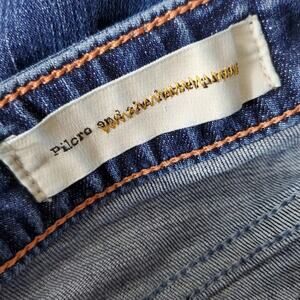 Pilcro and the letterpress